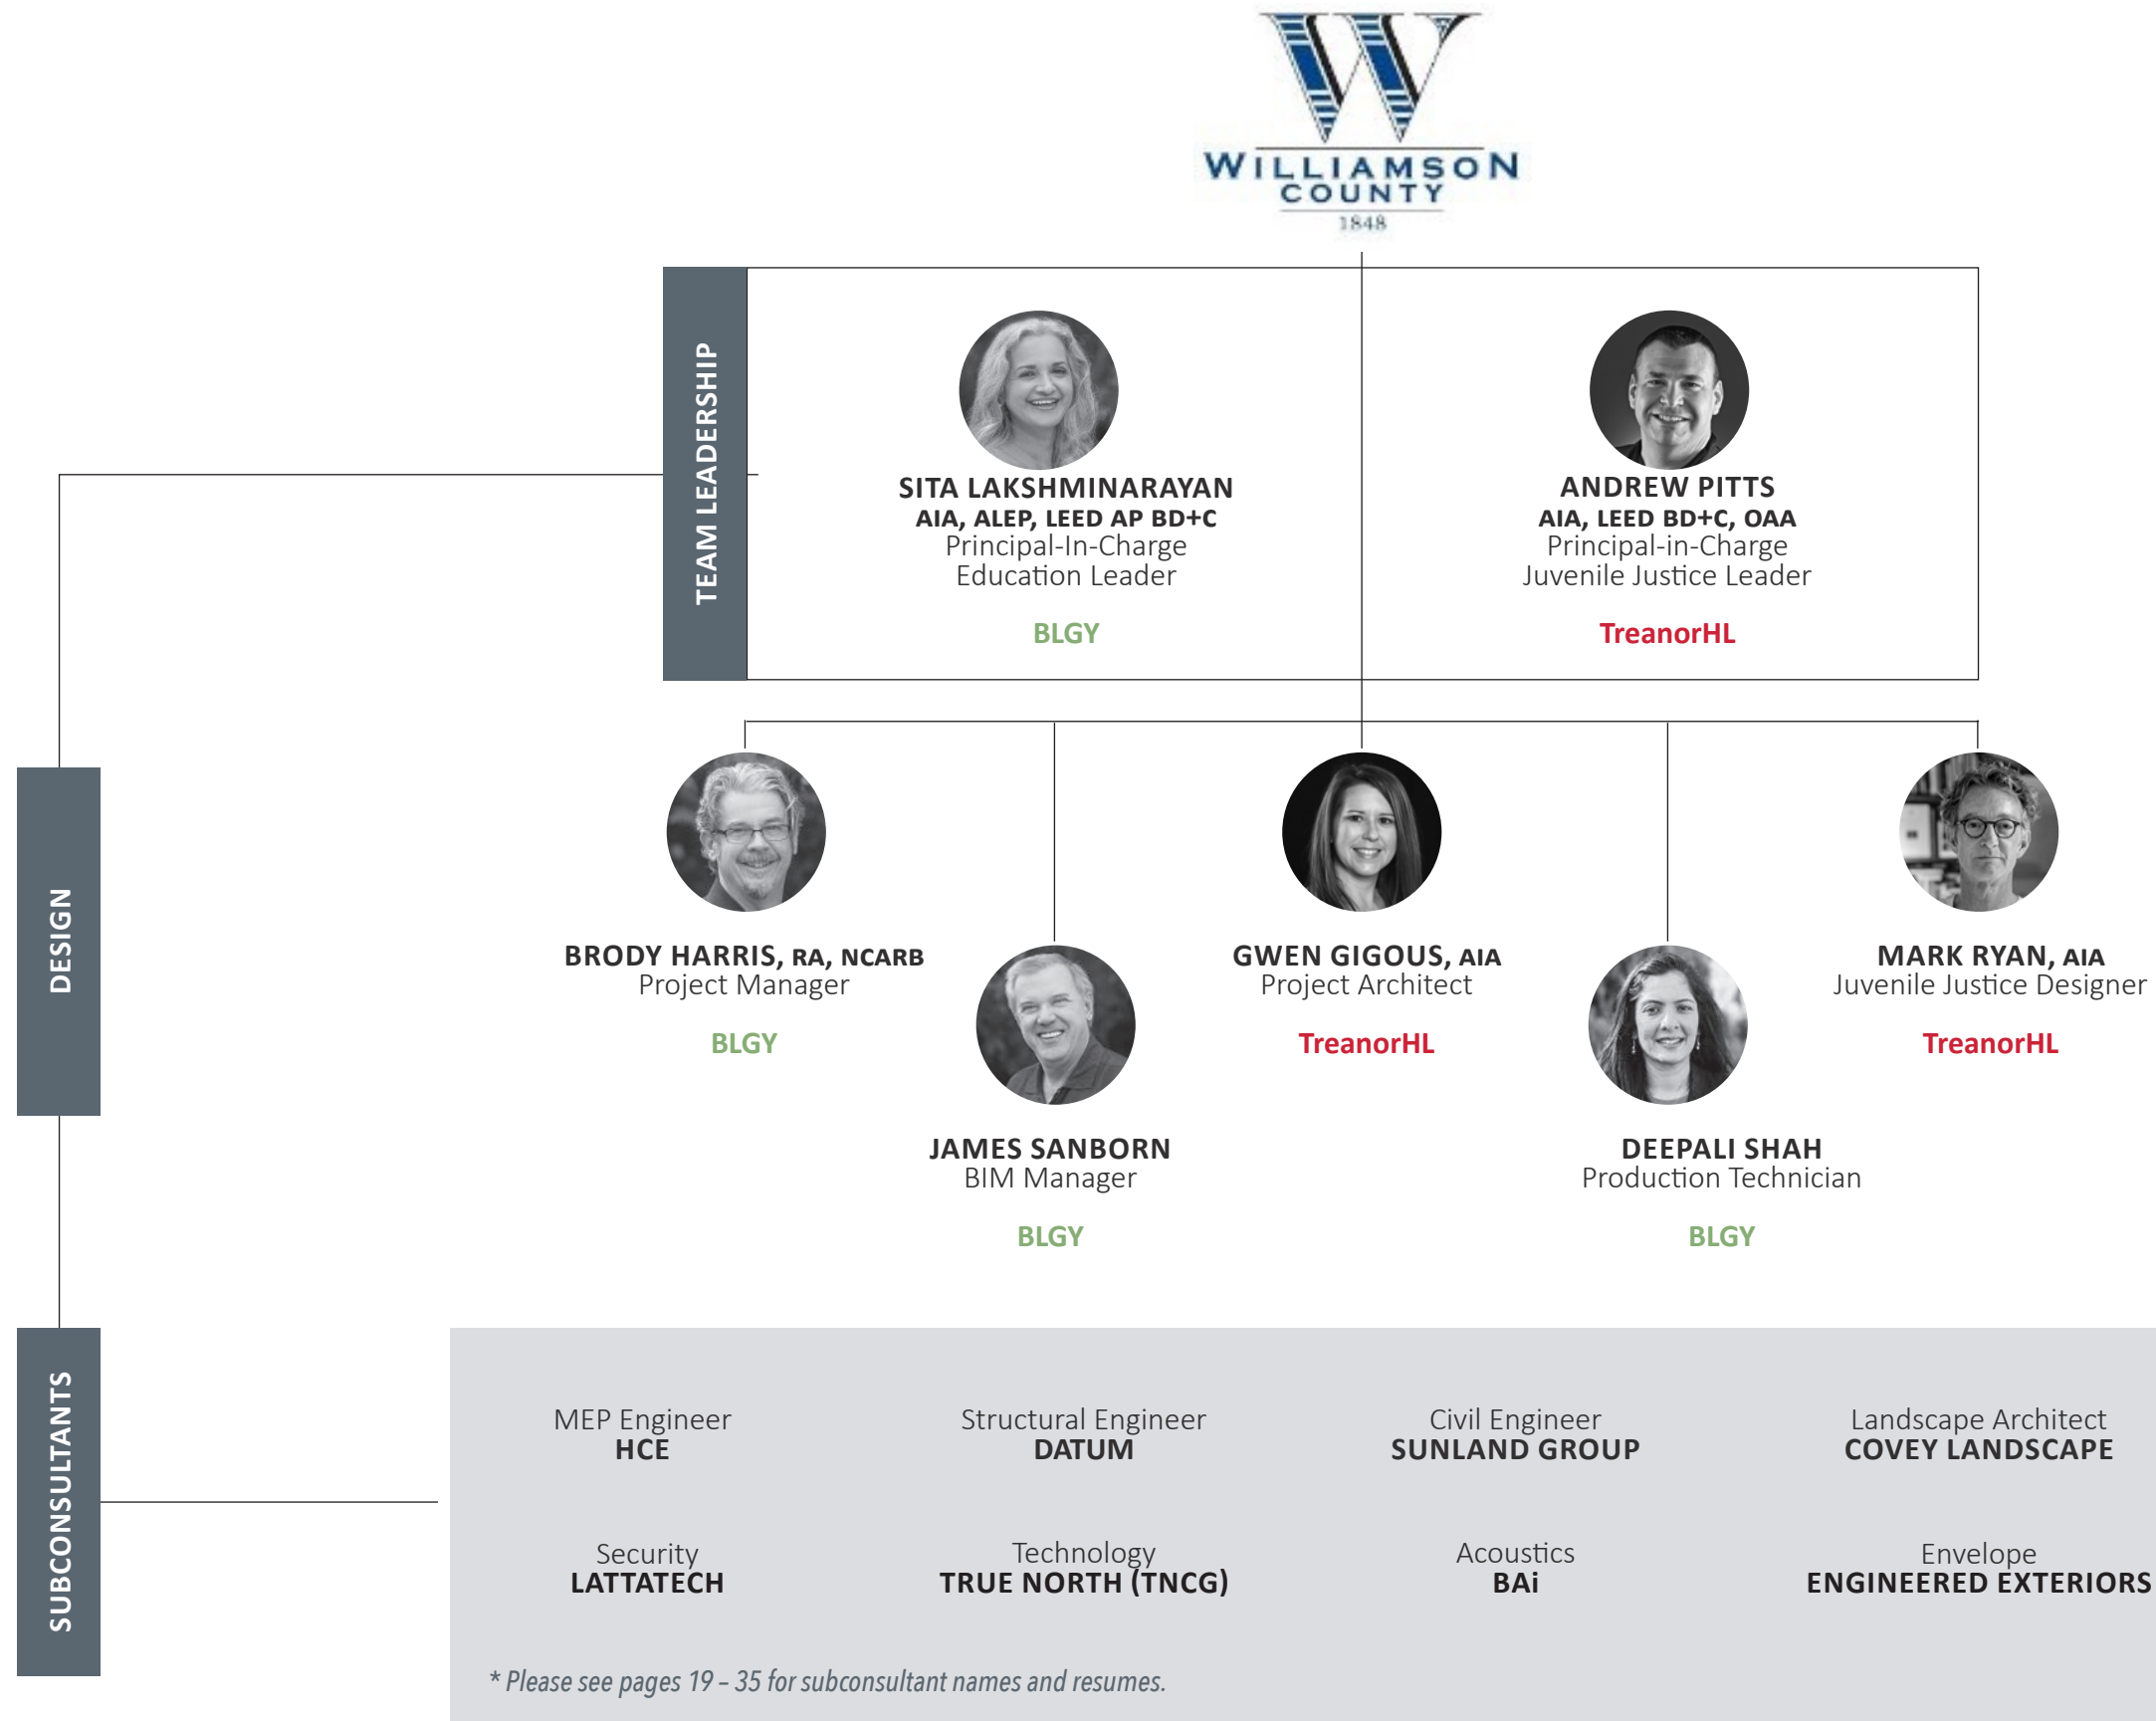 W
WILLIAMSON
COUNTY
1848
TEAM LEADERSHIP
SITA LAKSHMINARAYAN
AIA, ALEP, LEED AP BD+C
Principal-In-Charge
Education Leader
BLGY
ANDREW PITTS
AIA, LEED BD+C, OAA
Principal-in-Charge
Juvenile Justice Leader
TreanorHL
DESIGN
BRODY HARRIS, RA, NCARB
Project Manager
BLGY
JAMES SANBORN
BIM Manager
BLGY
GWEN GIGOUS, AIA
Project Architect
TreanorHL
DEEPALI SHAH
Production Technician
BLGY
MARK RYAN, AIA
Juvenile Justice Designer
TreanorHL
SUBCONSULTANTS
MEP Engineer
HCE
Structural Engineer
DATUM
Civil Engineer
SUNLAND GROUP
Landscape Architect
COVEY LANDSCAPE
Security
LATTATECH
Technology
TRUE NORTH (TNCG)
Acoustics
BAi
Envelope
ENGINEERED EXTERIORS
* Please see pages 19 – 35 for subconsultant names and resumes.